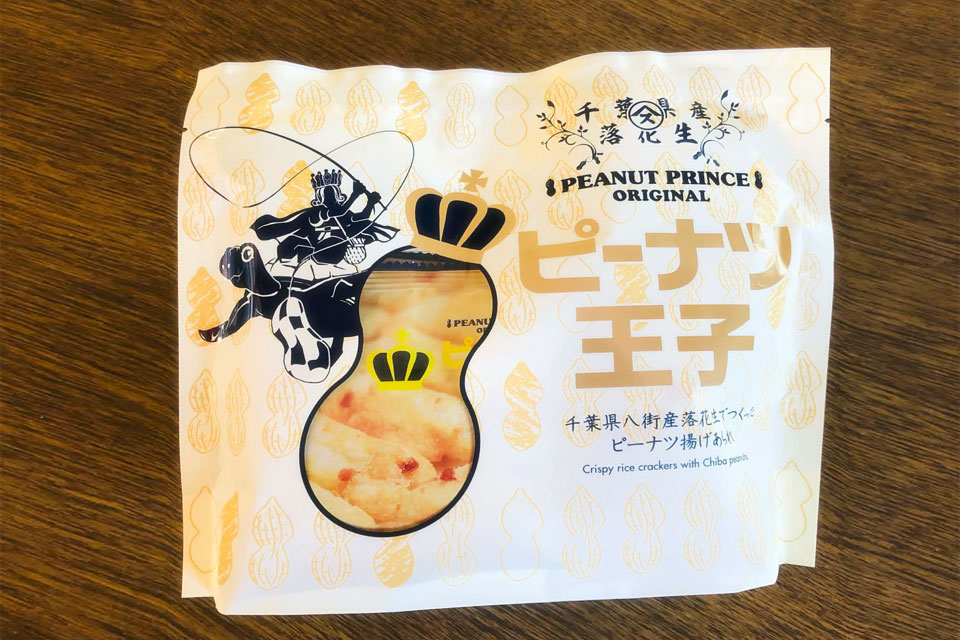 千葉県産
落花生
PEANUT PRINCE
ORIGINAL
ピーナツ
王子
千葉県八街産落花生でつくった
ピーナツ揚げあられ
Crispy rice crackers with Chiba peanuts